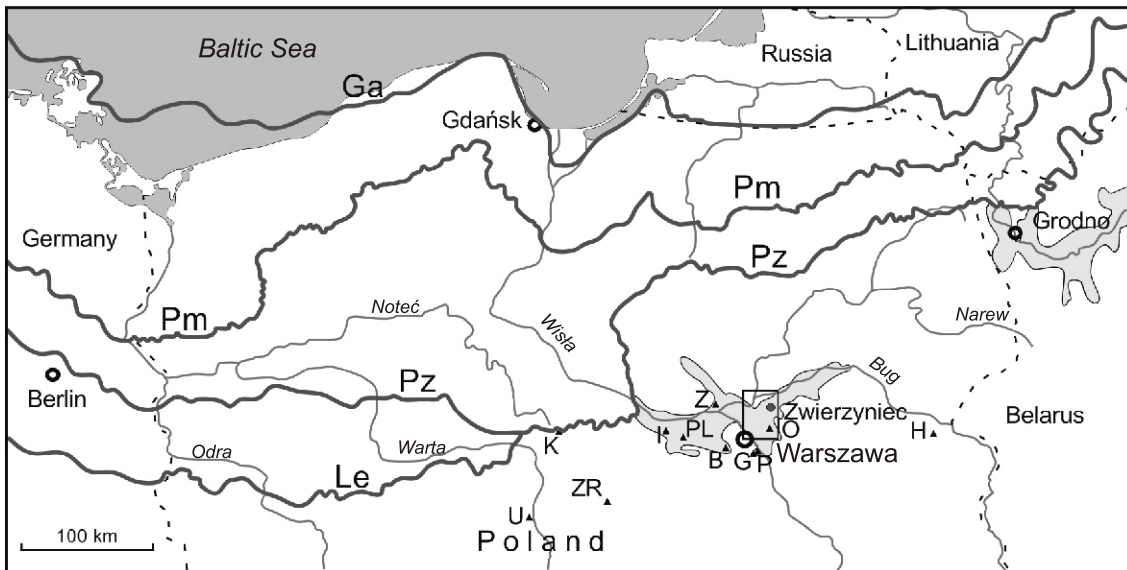 Baltic Sea
Russia
Lithuania
Ga
Gdańsk
Pm
Grodno
Germany
Pz
Pm
Noteć
Wisła
Narew
Bug
Berlin
Pz
Z
Zwierzyniec
Belarus
I
PL
O
H
K
Warta
B
G
P
Warszawa
Odra
Le
ZR
U
Poland
100 km